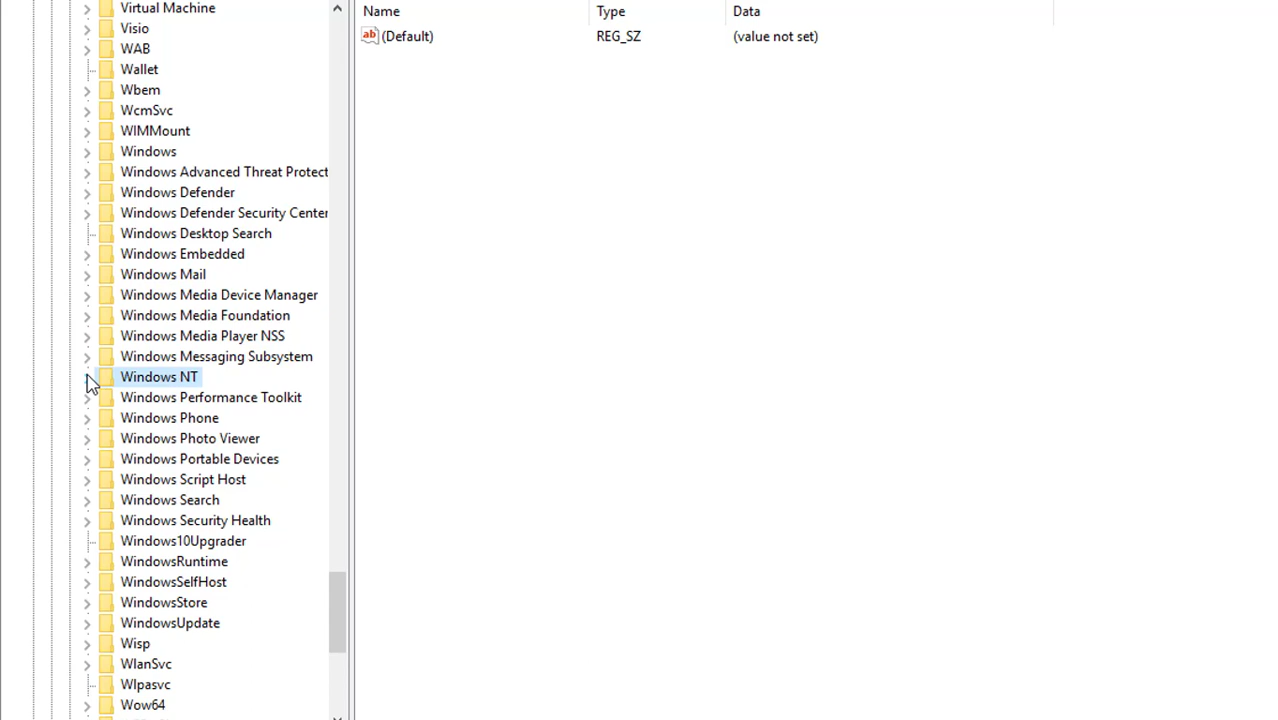 Virtual Machine
Visio
WAB
Wallet
Wbem
WcmSvc
WIMMount
Windows
Windows Advanced Threat Protect
Windows Defender
Windows Defender Security Center
Windows Desktop Search
Windows Embedded
Windows Mail
Windows Media Device Manager
Windows Media Foundation
Windows Media Player NSS
Windows Messaging Subsystem
Windows NT
Windows Performance Toolkit
Windows Phone
Windows Photo Viewer
Windows Portable Devices
Windows Script Host
Windows Search
Windows Security Health
Windows10Upgrader
WindowsRuntime
WindowsSelfHost
WindowsStore
WindowsUpdate
Wisp
WlanSvc
Wlpasvc
Wow64
Name Type Data
ab (Default) REG_SZ (value not set)